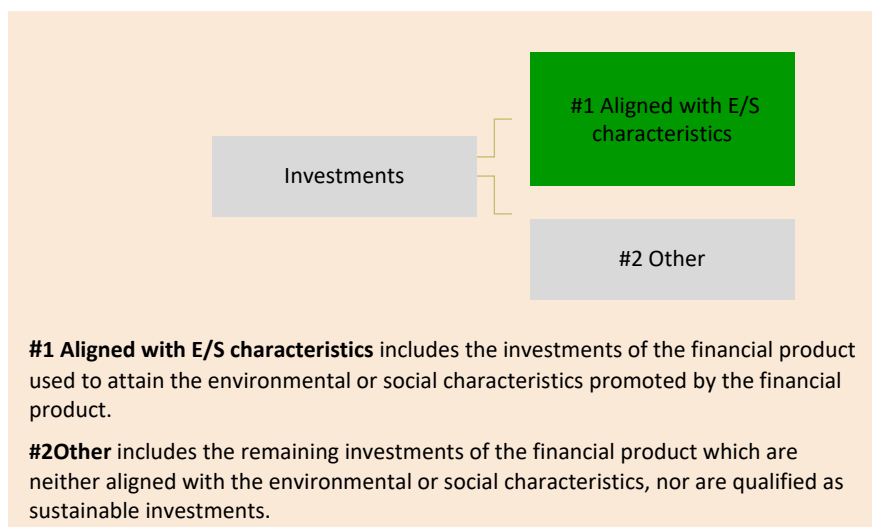 #1 Aligned with E/S
characteristics
Investments
#2 Other
#1 Aligned with E/S characteristics includes the investments of the financial product
used to attain the environmental or social characteristics promoted by the financial
product.
#2Other includes the remaining investments of the financial product which are
neither aligned with the environmental or social characteristics, nor are qualified as
sustainable investments.